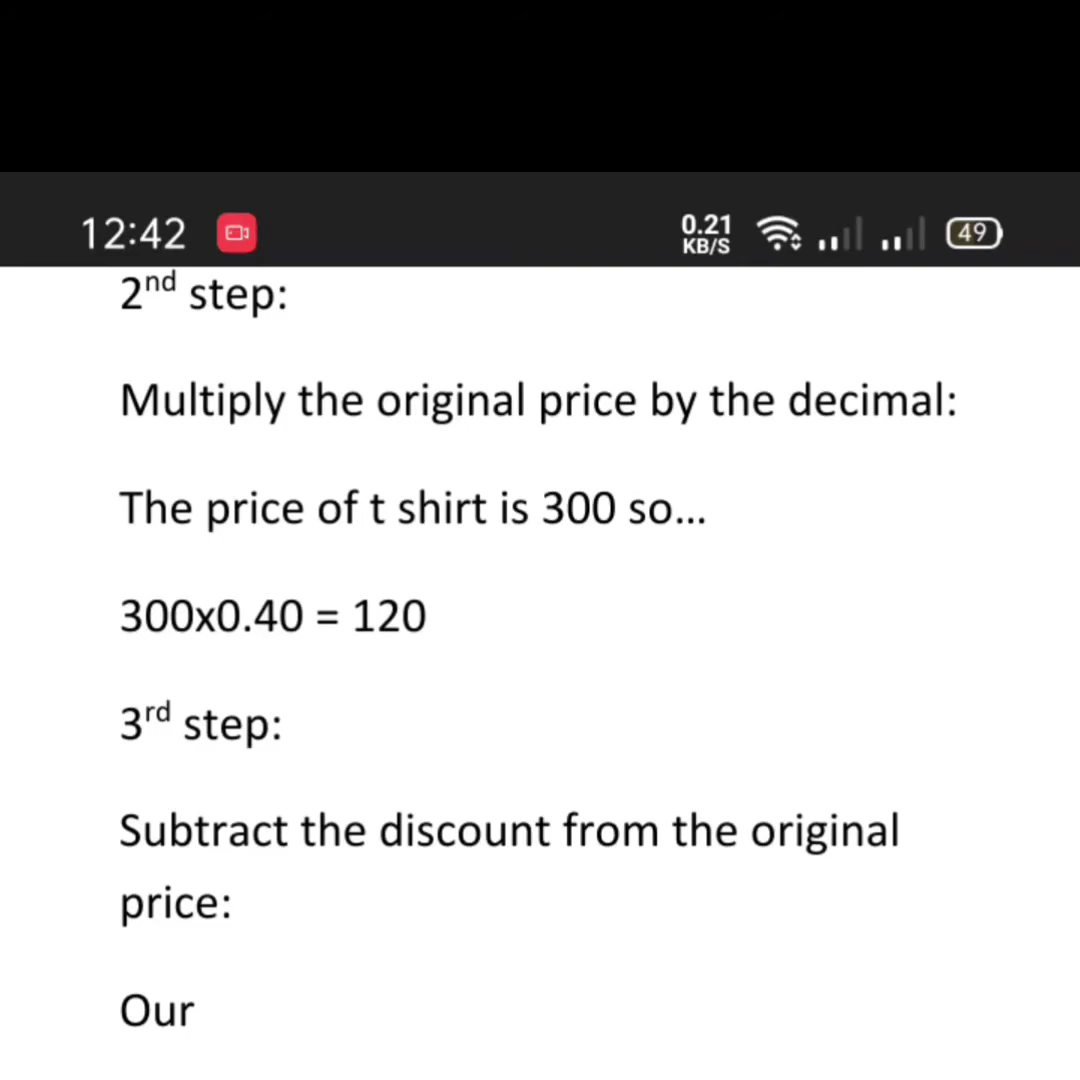 12:42 0.21 KB/S 49
2nd step:
Multiply the original price by the decimal:
The price of t shirt is 300 so...
300x0.40 = 120
3rd step:
Subtract the discount from the original
price:
Our